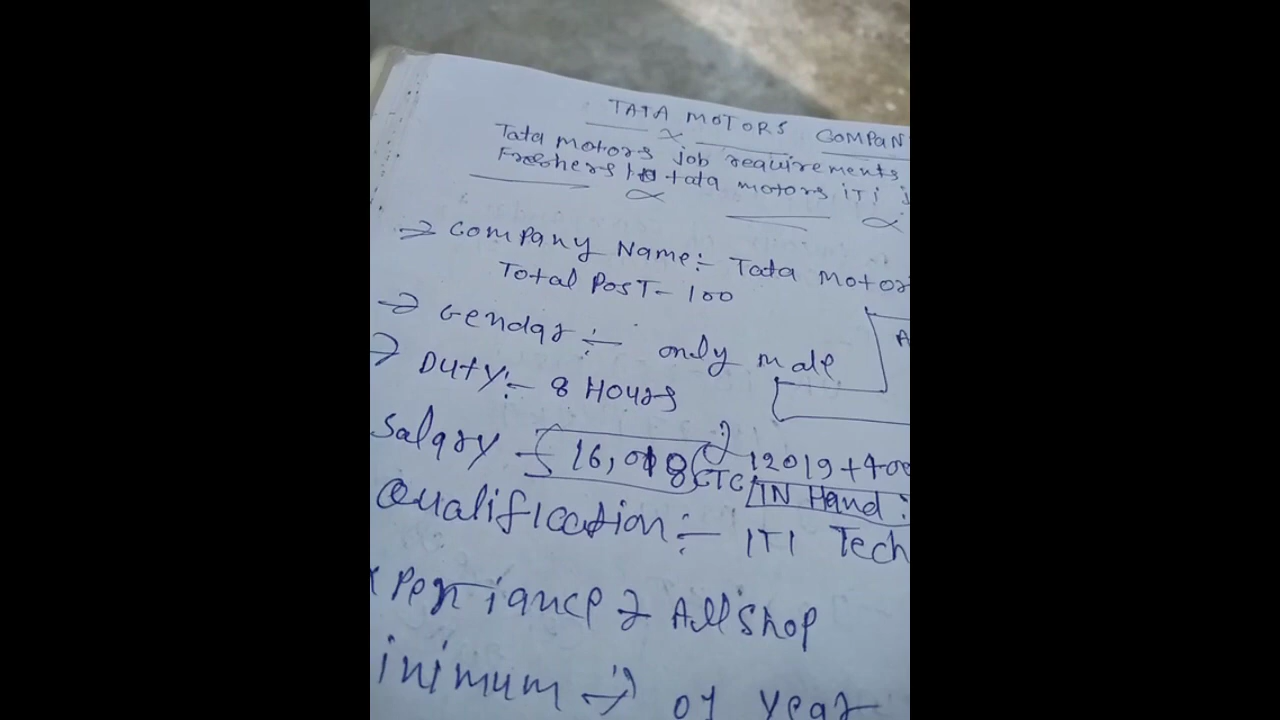 TATA MOTORS COMPAN
Tata motors job requirements
Freshers tata motors iTi j
→ Company Name:- Tata Motor
Total Post- 100
→ Gendar :- only male
→ Duty:- 8 Hours
A
Salary - 16,018 CTC 12019+400
IN Hand:
Qualification:- ITI Tech
xperiance → All Shop
inimum → 01 year